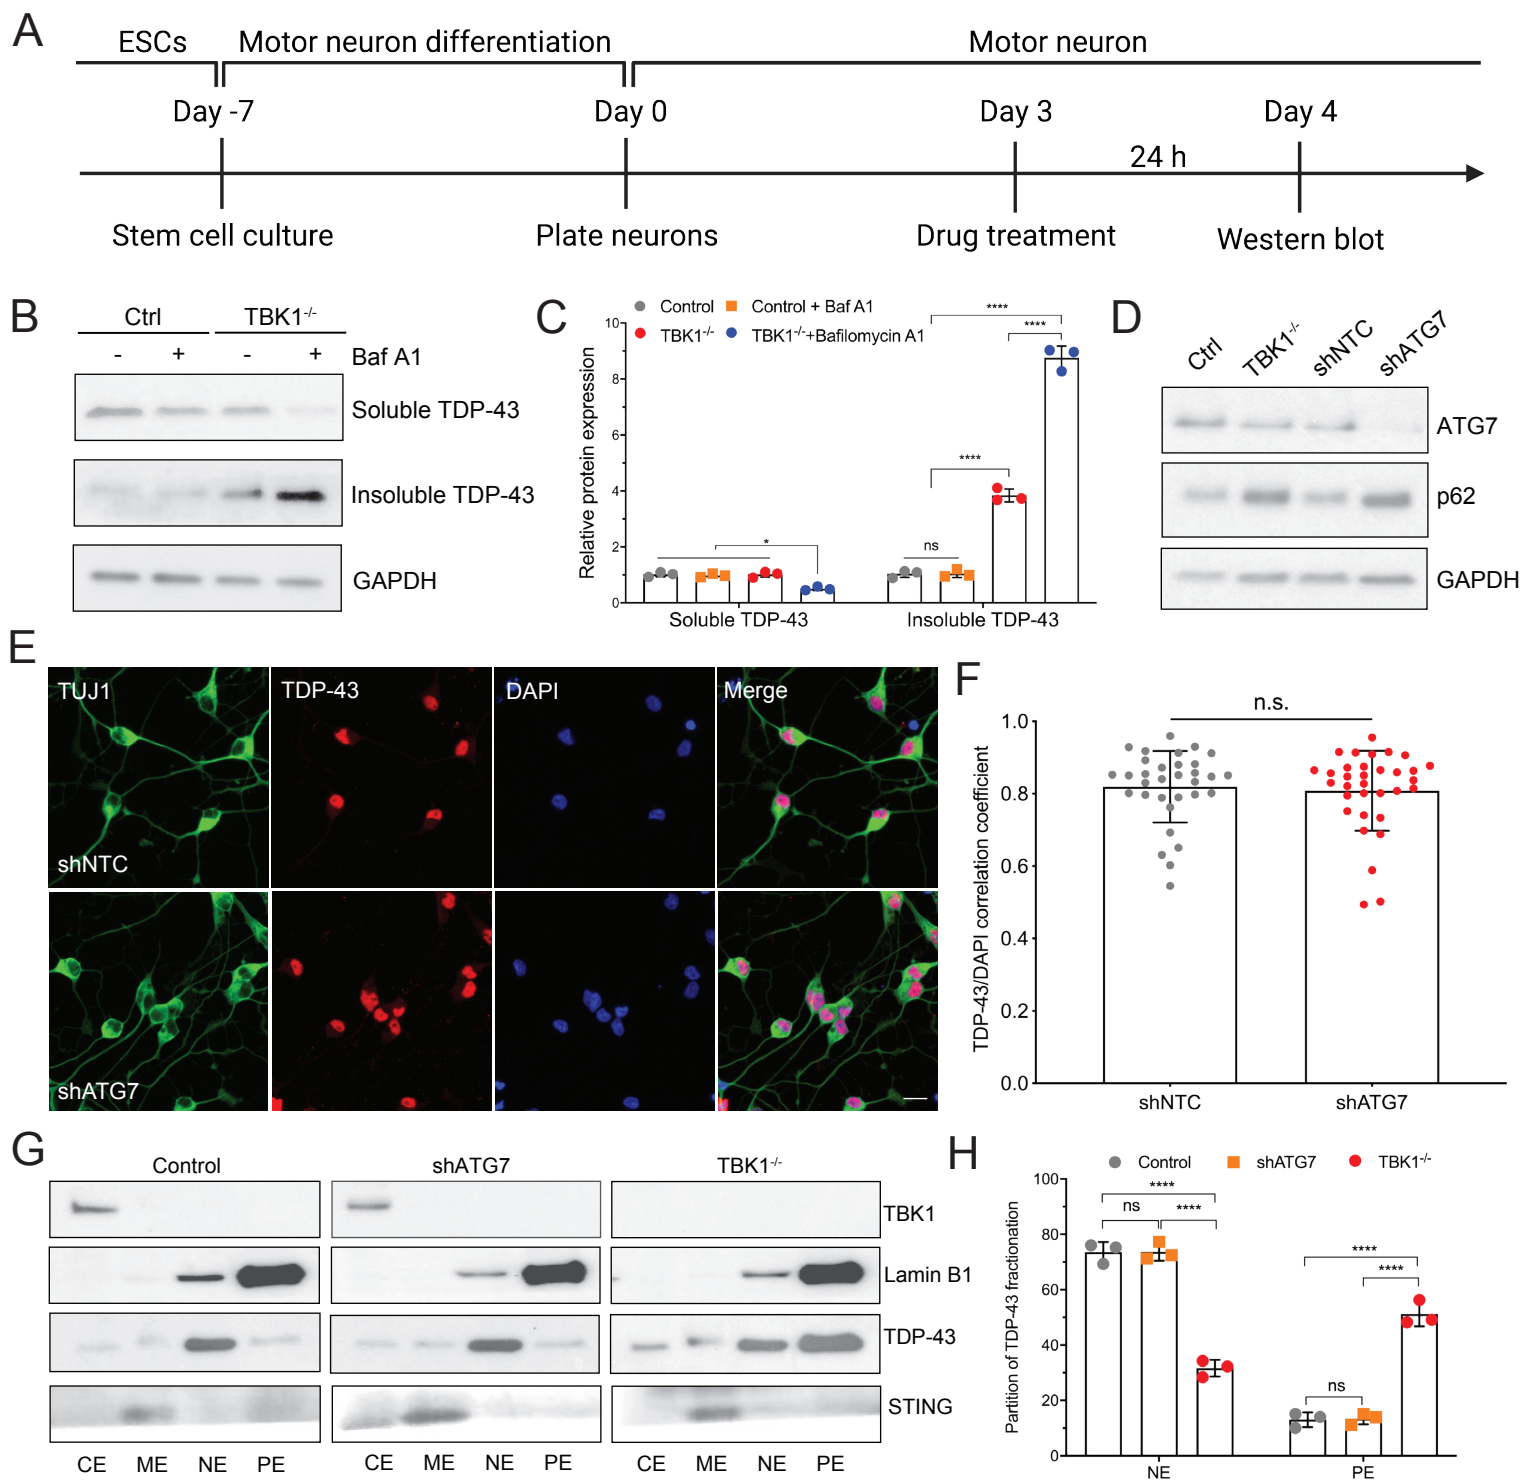 A
ESCs Motor neuron differentiation Motor neuron
Day -7 Day 0 Day 3 Day 4
24 h
Stem cell culture Plate neurons Drug treatment Western blot
B
Ctrl TBK1-/-
- + - + Baf A1
Soluble TDP-43
Insoluble TDP-43
GAPDH
C
Control Control + Baf A1
TBK1-/- TBK1-/-+Bafilomycin A1
Relative protein expression
10
8
6
4
2
0
* ns **** **** ****
Soluble TDP-43 Insoluble TDP-43
D
Ctrl TBK1-/- shNTC shATG7
ATG7
p62
GAPDH
E
TUJ1 TDP-43 DAPI Merge
shNTC
shATG7
F
n.s.
TDP-43/DAPI correlation coefficient
1.0
0.8
0.6
0.4
0.2
0.0
shNTC shATG7
G
Control shATG7 TBK1-/-
TBK1
Lamin B1
TDP-43
STING
CE ME NE PE CE ME NE PE CE ME NE PE
H
Control shATG7 TBK1-/-
Partition of TDP-43 fractionation
100
80
60
40
20
0
**** ns **** **** **** ns
NE PE